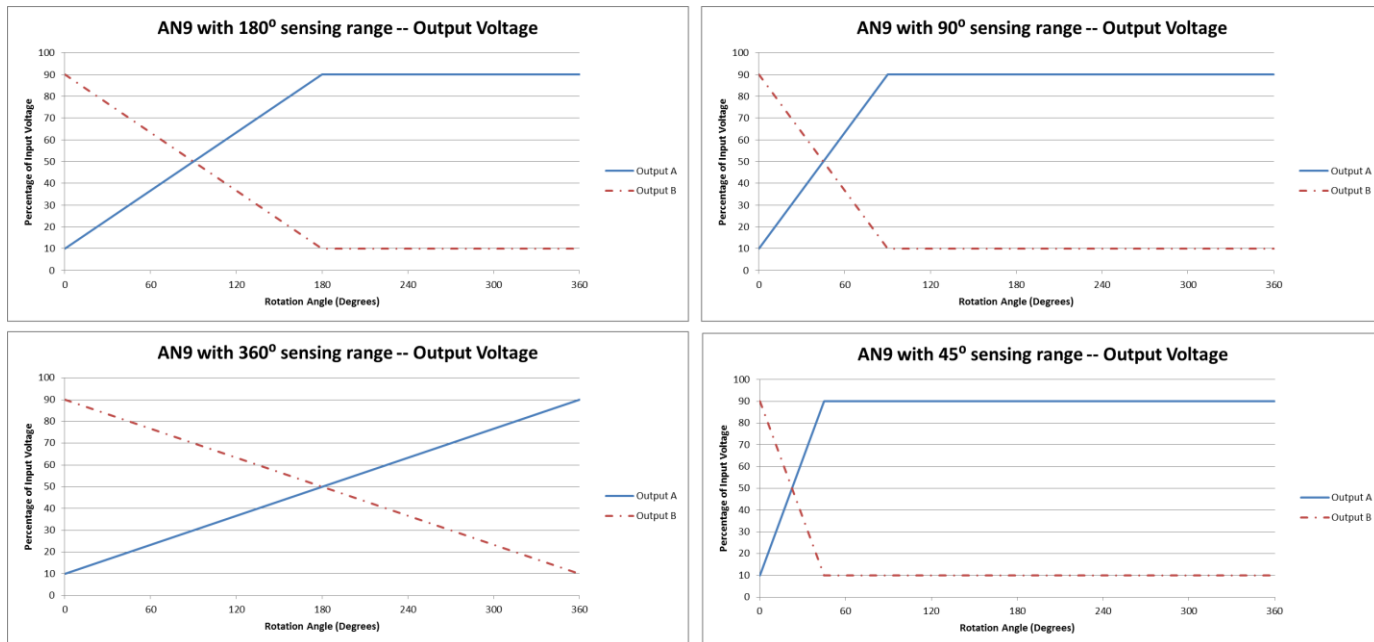 AN9 with 180⁰ sensing range -- Output Voltage
Percentage of Input Voltage
100
90
80
70
60
50
40
30
20
10
0
0 60 120 180 240 300 360
Rotation Angle (Degrees)
Output A
Output B
AN9 with 90⁰ sensing range -- Output Voltage
Percentage of Input Voltage
100
90
80
70
60
50
40
30
20
10
0
0 60 120 180 240 300 360
Rotation Angle (Degrees)
Output A
Output B
AN9 with 360⁰ sensing range -- Output Voltage
Percentage of Input Voltage
100
90
80
70
60
50
40
30
20
10
0
0 60 120 180 240 300 360
Rotation Angle (Degrees)
Output A
Output B
AN9 with 45⁰ sensing range -- Output Voltage
Percentage of Input Voltage
100
90
80
70
60
50
40
30
20
10
0
0 60 120 180 240 300 360
Rotation Angle (Degrees)
Output A
Output B